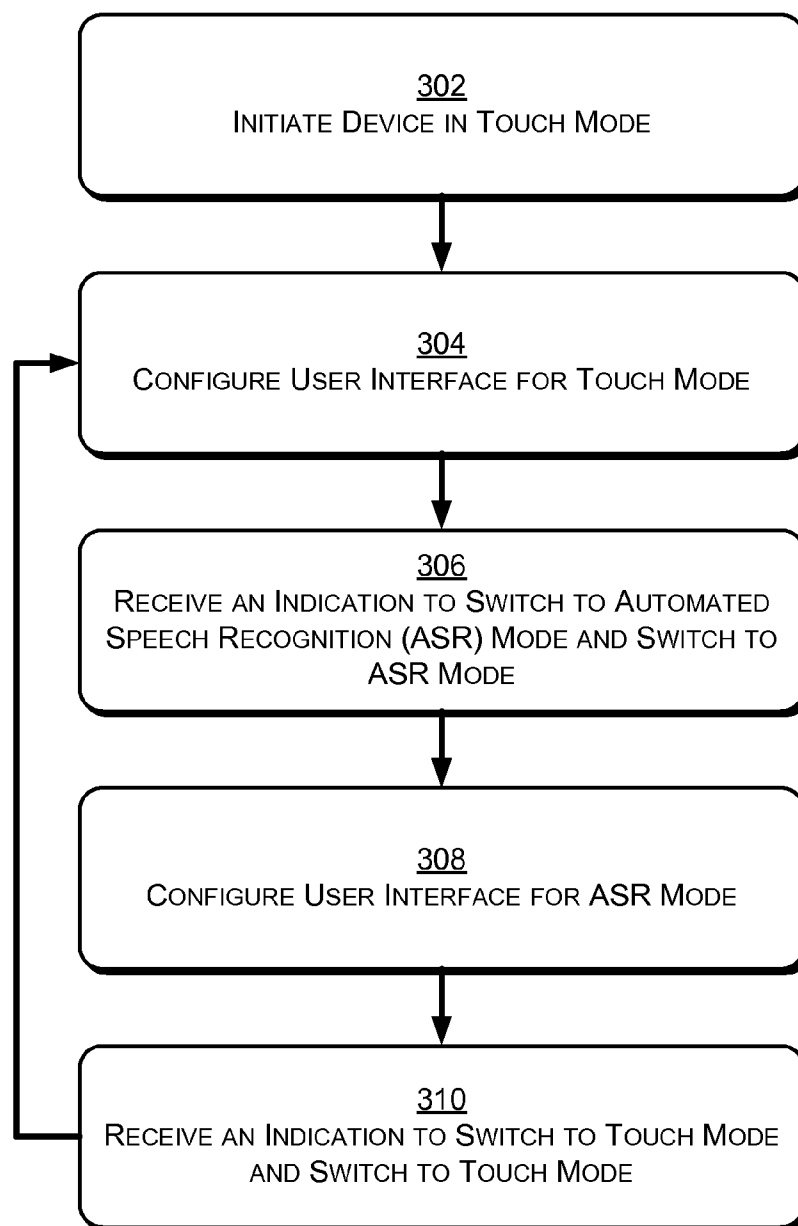 302
INITIATE DEVICE IN TOUCH MODE
304
CONFIGURE USER INTERFACE FOR TOUCH MODE
306
RECEIVE AN INDICATION TO SWITCH TO AUTOMATED
SPEECH RECOGNITION (ASR) MODE AND SWITCH TO
ASR MODE
308
CONFIGURE USER INTERFACE FOR ASR MODE
310
RECEIVE AN INDICATION TO SWITCH TO TOUCH MODE
AND SWITCH TO TOUCH MODE